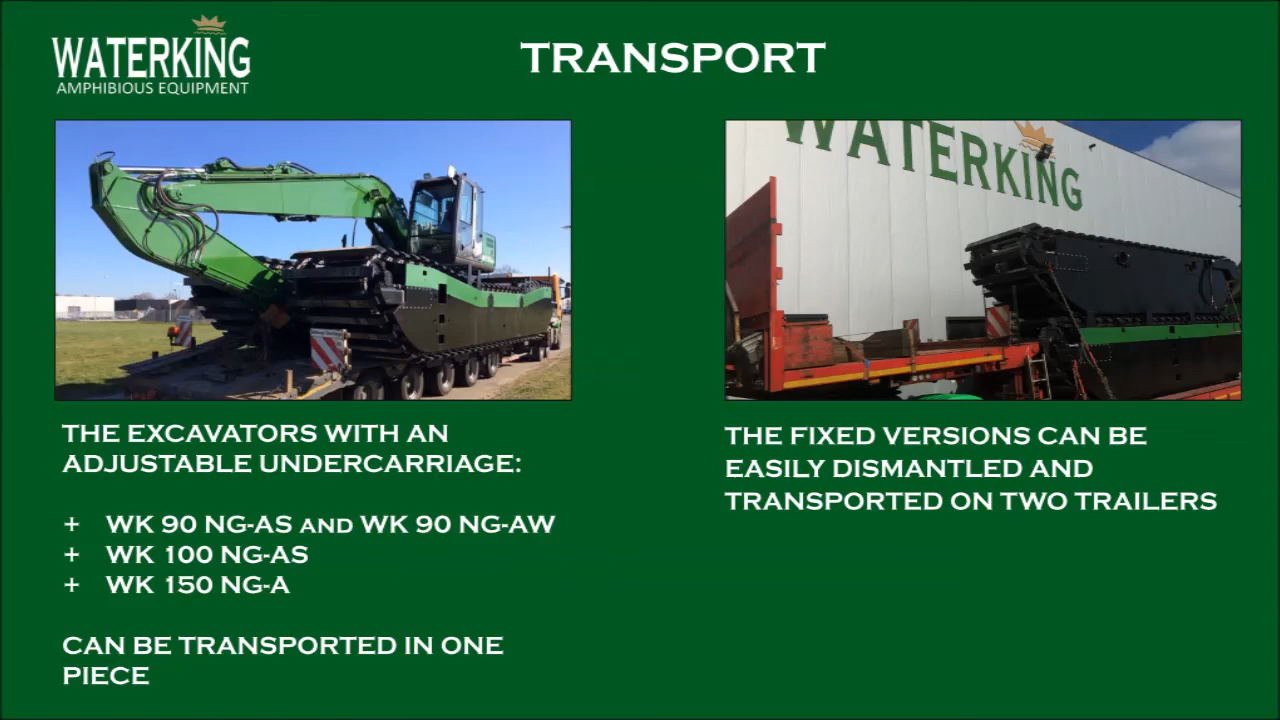 WATERKING
AMPHIBIOUS EQUIPMENT
TRANSPORT
WATERKING
THE EXCAVATORS WITH AN
ADJUSTABLE UNDERCARRIAGE:
+ WK 90 NG-AS AND WK 90 NG-AW
+ WK 100 NG-AS
+ WK 150 NG-A
CAN BE TRANSPORTED IN ONE
PIECE
THE FIXED VERSIONS CAN BE
EASILY DISMANTLED AND
TRANSPORTED ON TWO TRAILERS